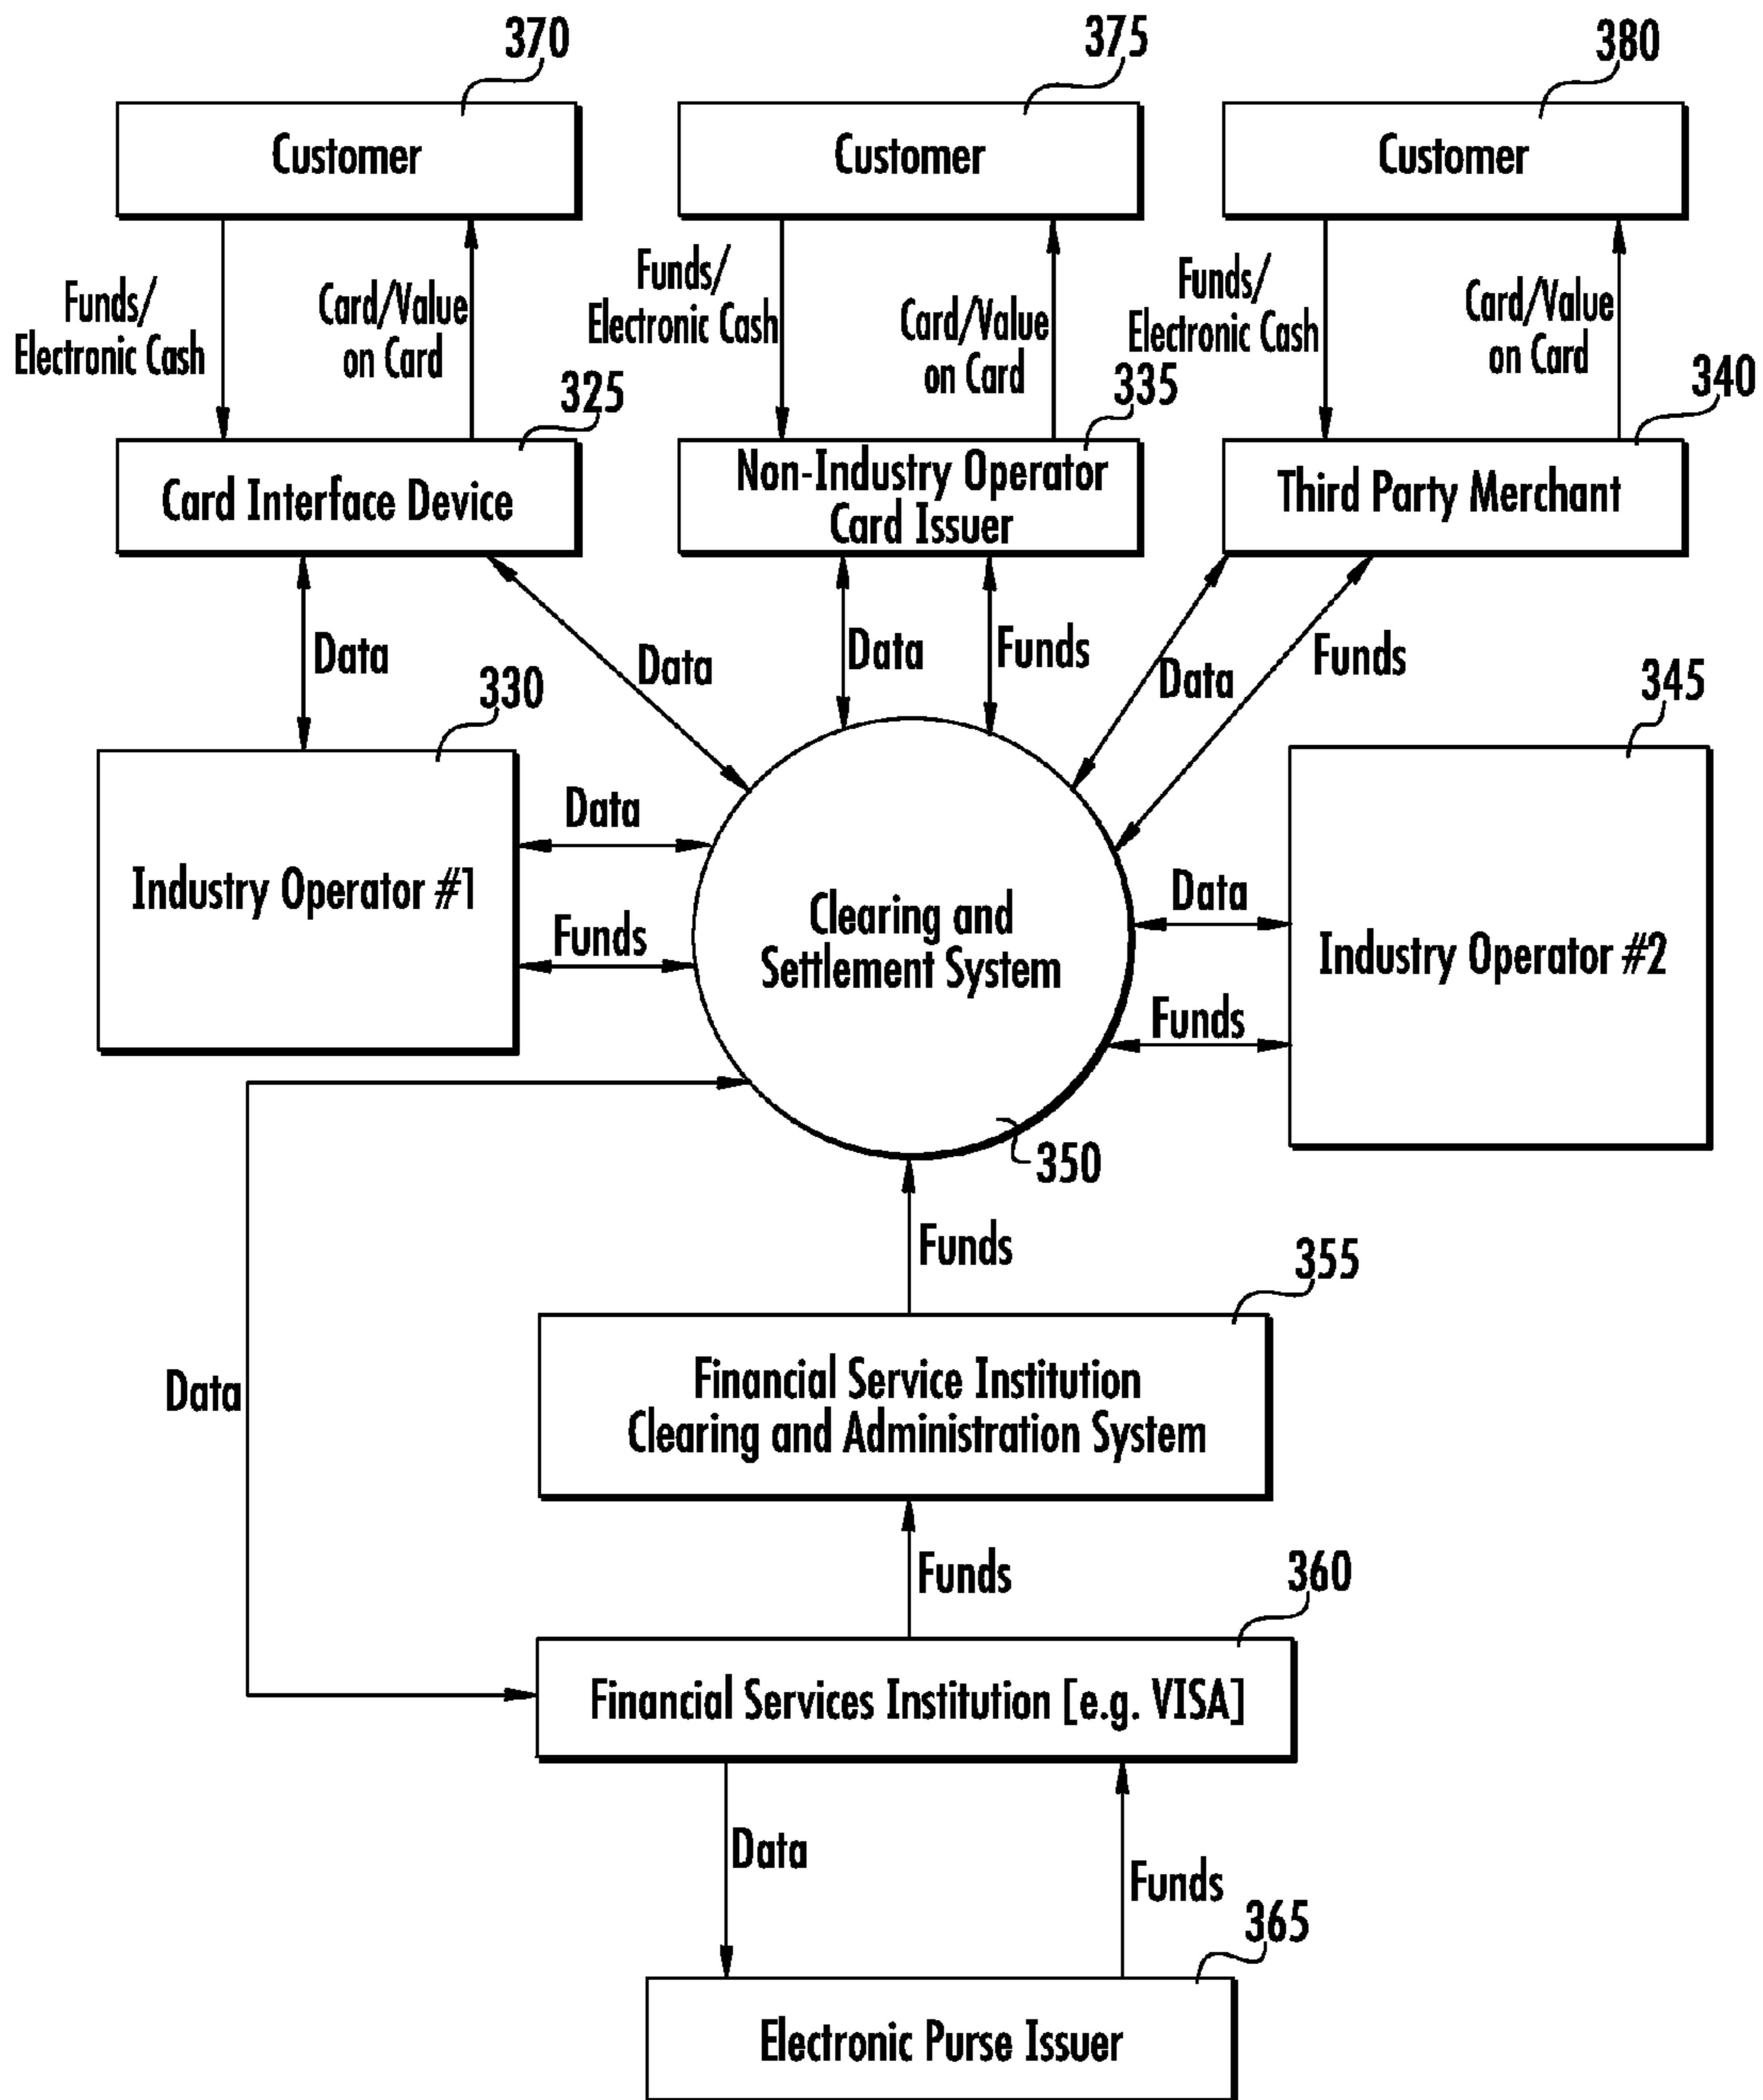 370
375
380
Customer
Customer
Customer
Funds/
Electronic Cash
Card/Value
on Card
Funds/
Electronic Cash
Card/Value
on Card
Funds/
Electronic Cash
Card/Value
on Card
325
335
340
Card Interface Device
Non-Industry Operator
Card Issuer
Third Party Merchant
Data
Data
Data
Funds
Data
Funds
330
345
Industry Operator #1
Data
Funds
Clearing and
Settlement System
Data
Funds
Industry Operator #2
350
Funds
355
Data
Financial Service Institution
Clearing and Administration System
Funds
360
Financial Services Institution [e.g. VISA]
Data
Funds
365
Electronic Purse Issuer